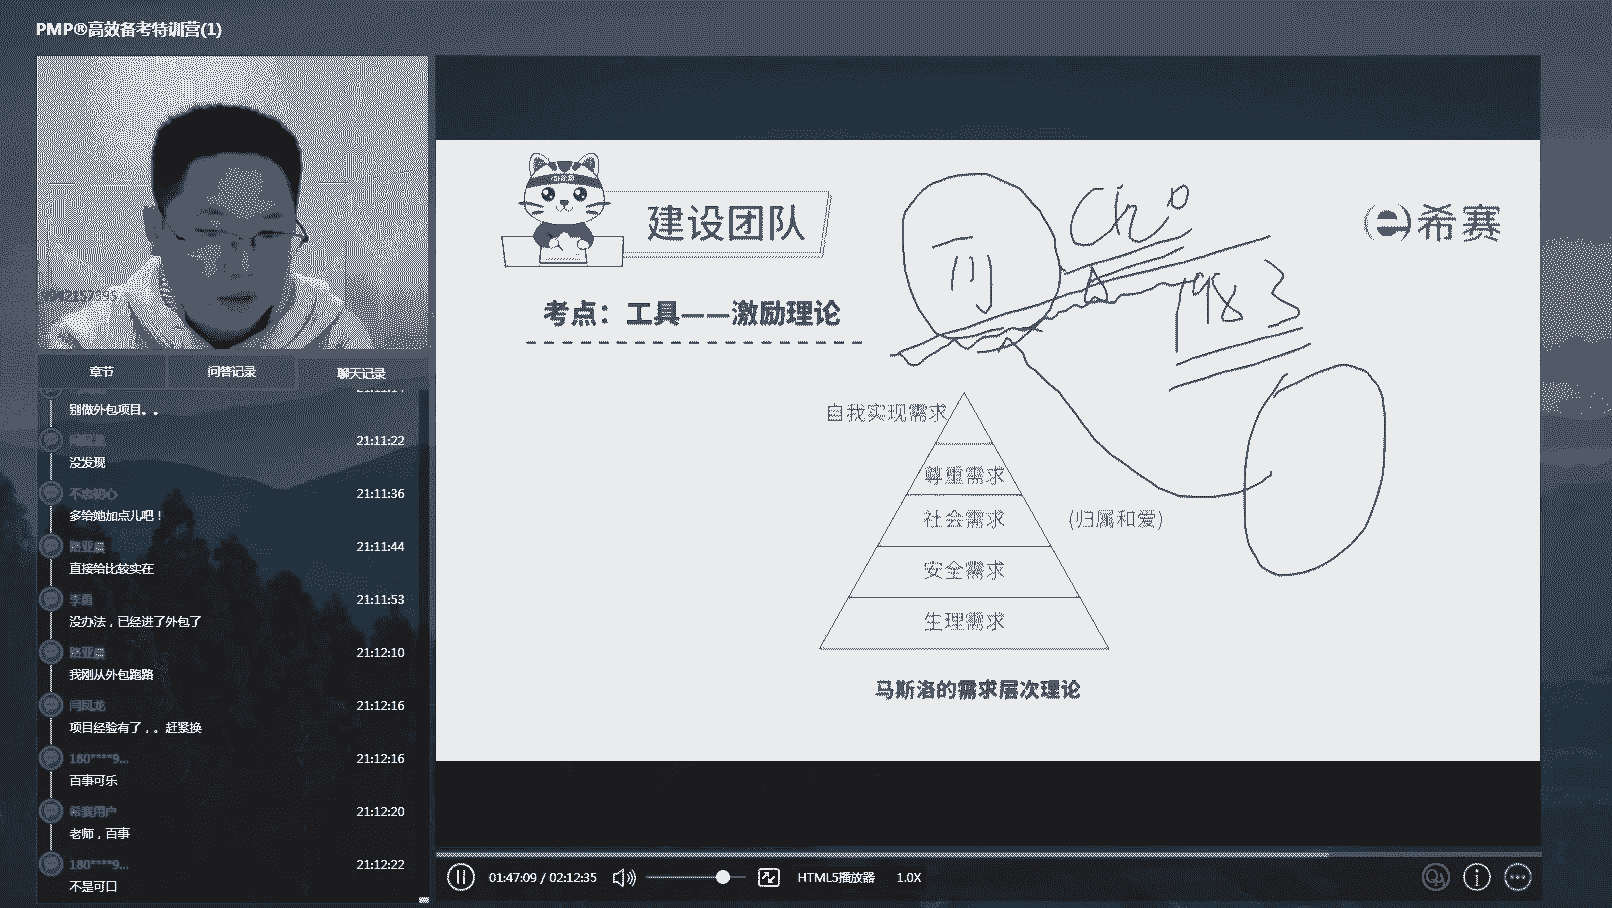 PMP®高效备考特训营(1)
章节
问答记录
聊天记录
别做外包项目。。
21:11:22
没发现
不忘初心
21:11:36
多给她加点儿吧！
路亚晨
21:11:44
直接给比较实在
李勇
21:11:53
没办法，已经进了外包了
路亚晨
21:12:10
我刚从外包跑路
闫凤龙
21:12:16
项目经验有了，。赶紧换
180****9...
21:12:16
百事可乐
希赛用户
21:12:20
老师，百事
180****9...
21:12:22
不是可口
建设团队
希赛
考点：工具——激励理论
1983
自我实现需求
尊重需求
社会需求
(归属和爱)
安全需求
生理需求
马斯洛的需求层次理论
01:47:09 / 02:12:35
HTML5播放器
1.0X